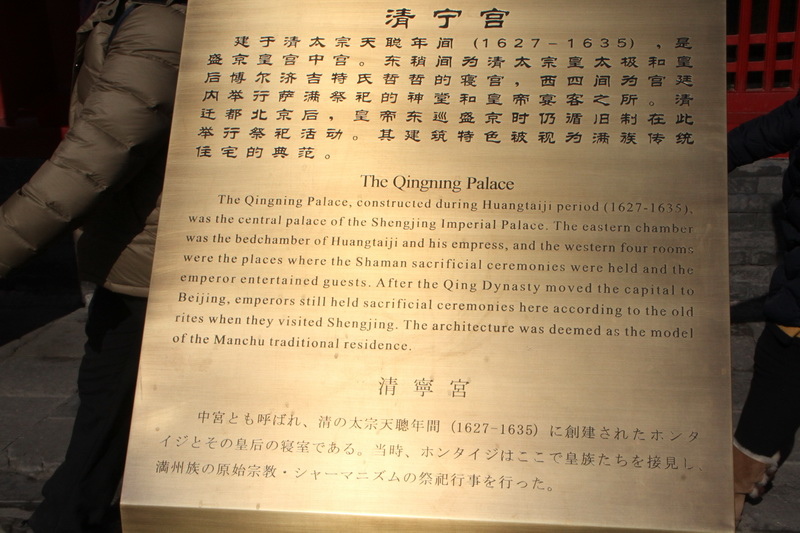 清宁宫
建于清太宗天聪年间（1627-1635），是
盛京皇宫中宫。东稍间为清太宗皇太极和皇
后博尔济吉特氏哲哲的寝宫，西四间为宫廷
内举行萨满祭祀的神堂和皇帝宴客之所。清
迁都北京后，皇帝东巡盛京时仍循旧制在此
举行祭祀活动。其建筑特色被视为满族传统
住宅的典范。
The Qingning Palace
The Qingning Palace, constructed during Huangtaiji period (1627-1635),
was the central palace of the Shengjing Imperial Palace. The eastern chamber
was the bedchamber of Huangtaiji and his empress, and the western four rooms
were the places where the Shaman sacrificial ceremonies were held and the
emperor entertained guests. After the Qing Dynasty moved the capital to
Beijing, emperors still held sacrificial ceremonies here according to the old
rites when they visited Shengjing. The architecture was deemed as the model
of the Manchu traditional residence.
清寧宮
中宮とも呼ばれ、清の太宗天聰年間（1627-1635）に創建されたホンタ
イジとその皇后の寝室である。当時、ホンタイジはここで皇族たちを接見し、
満州族の原始宗教・シャーマニズムの祭祀行事を行った。